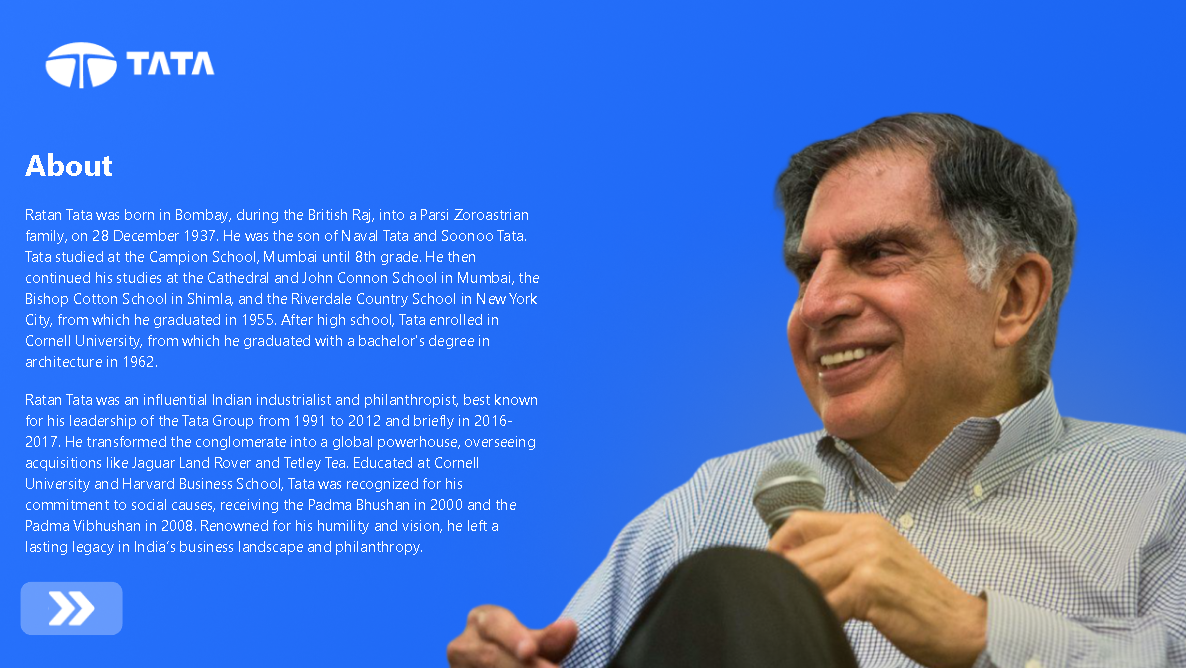 TATA
About
Ratan Tata was born in Bombay, during the British Raj, into a Parsi Zoroastrian
family, on 28 December 1937. He was the son of Naval Tata and Soonoo Tata.
Tata studied at the Campion School, Mumbai until 8th grade. He then
continued his studies at the Cathedral and John Connon School in Mumbai, the
Bishop Cotton School in Shimla, and the Riverdale Country School in New York
City, from which he graduated in 1955. After high school, Tata enrolled in
Cornell University, from which he graduated with a bachelor's degree in
architecture in 1962.
Ratan Tata was an influential Indian industrialist and philanthropist, best known
for his leadership of the Tata Group from 1991 to 2012 and briefly in 2016-
2017. He transformed the conglomerate into a global powerhouse, overseeing
acquisitions like Jaguar Land Rover and Tetley Tea. Educated at Cornell
University and Harvard Business School, Tata was recognized for his
commitment to social causes, receiving the Padma Bhushan in 2000 and the
Padma Vibhushan in 2008. Renowned for his humility and vision, he left a
lasting legacy in India's business landscape and philanthropy.